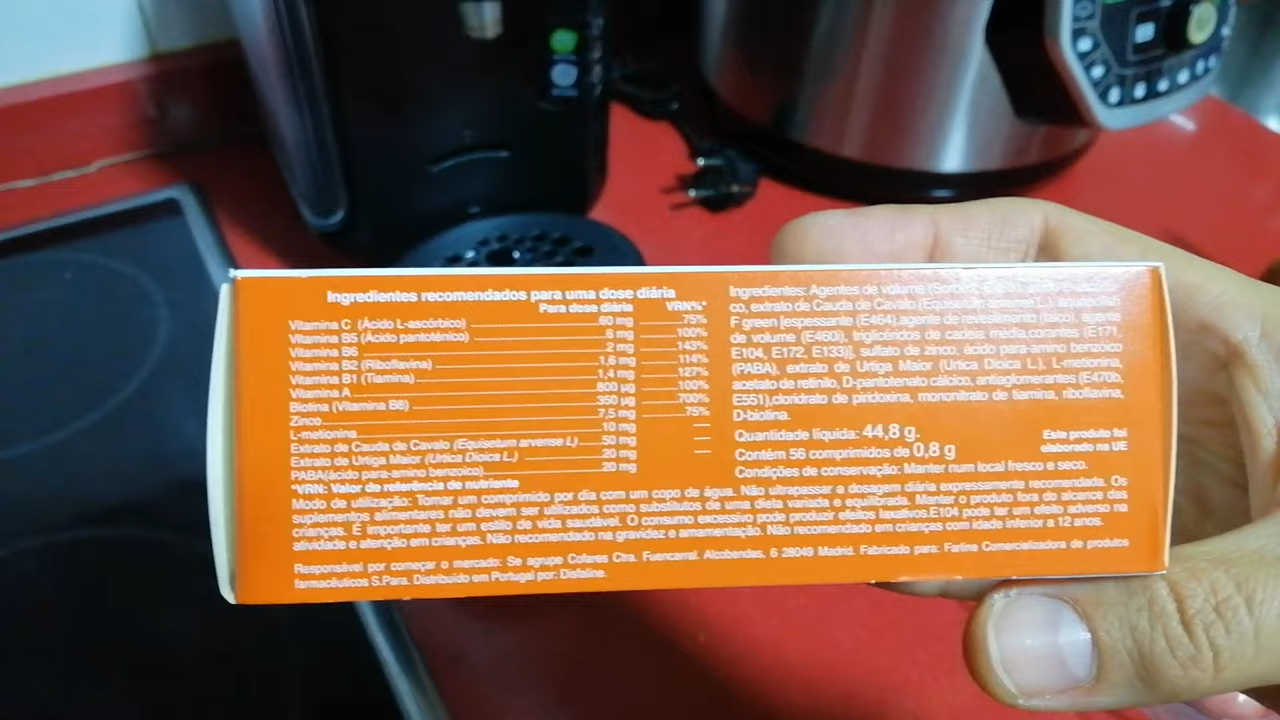 Ingredientes recomendados para uma dose diária
Para dose diária VRN%*
Vitamina C (Ácido L-ascórbico) 60 mg 75%
Vitamina B5 (Ácido pantoténico) 6 mg 100%
Vitamina B6 2 mg 143%
Vitamina B2 (Riboflavina) 1,6 mg 114%
Vitamina B1 (Tiamina) 1,4 mg 127%
Vitamina A 800 µg 100%
Biotina (Vitamina B8) 350 µg 700%
Zinco 7,5 mg 75%
L-metionina 10 mg —
Extrato de Cauda de Cavalo (Equisetum arvense L) 50 mg —
Extrato de Urtiga Maior (Urtica Dioica L.) 20 mg —
PABA(ácido para-amino benzoico) 20 mg
*VRN: Valor de referência de nutriente
Ingredientes: Agentes de volume
co, extrato de Cauda de Cavalo (Equisetum arvense L.),
F green [espessante (E464),agente de revestimento (talco), agente
de volume (E460i), triglicéridos de cadeia média,corantes (E171,
E104, E172, E133)], sulfato de zinco, ácido para-amino benzóico
(PABA), extrato de Urtiga Maior (Urtica Dioica L.), L-metionina,
acetato de retinilo, D-pantotenato cálcico, antiaglomerantes (E470b,
E551),cloridrato de piridoxina, mononitrato de tiamina, riboflavina,
D-biotina.
Quantidade líquida: 44,8 g.
Contém 56 comprimidos de 0,8 g
Este produto foi
elaborado na UE
Condições de conservação: Manter num local fresco e seco.
Modo de utilização: Tomar um comprimido por día com um copo de água. Não ultrapassar a dosagem diária expressamente recomendada. Os
suplementos alimentares não devem ser utilizados como substitutos de uma dieta variada e equilibrada. Manter o produto fora do alcance das
crianças. É importante ter um estilo de vida saudável. O consumo excessivo pode produzir efeitos laxativos.E104 pode ter um efeito adverso na
atividade e atenção em crianças. Não recomendado na gravidez e amamentação. Não recomendado em crianças com idade inferior a 12 anos.
Responsável por começar o mercado: Se agrupe Cofares Ctra. Fuencarral. Alcobendas, 6 28049 Madrid. Fabricado para: Farline Comercializadora de produtos
farmacêuticos S.Para. Distribuído em Portugal por: Disfaline.